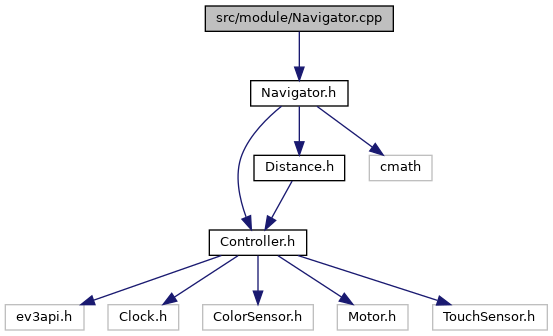 src/module/Navigator.cpp
Navigator.h
Distance.h
cmath
Controller.h
ev3api.h
Clock.h
ColorSensor.h
Motor.h
TouchSensor.h